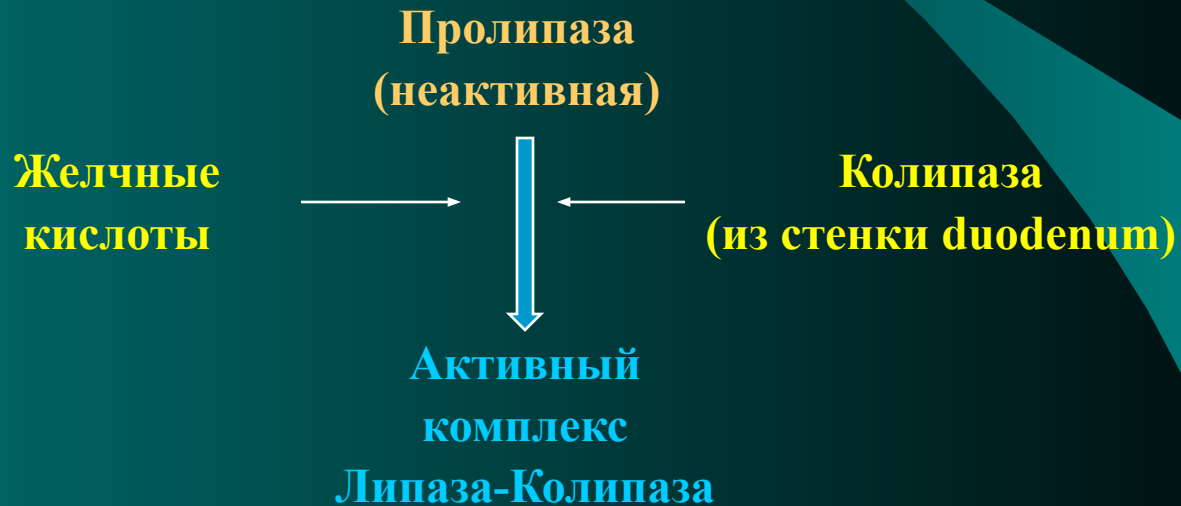 Пролипаза
(неактивная)
Желчные
кислоты
Колипаза
(из стенки duodenum)
Активный
комплекс
Липаза-Колипаза